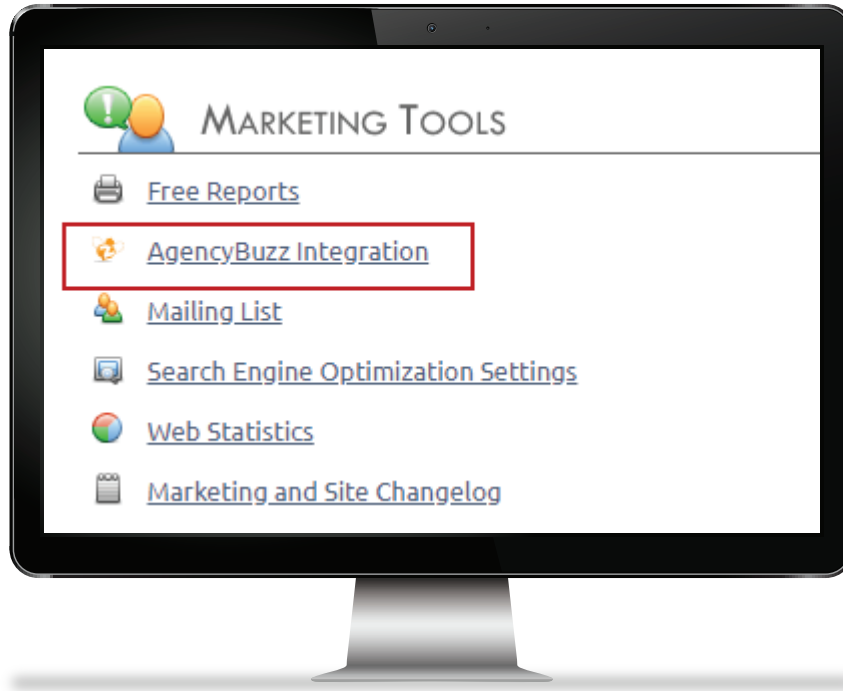 MARKETING TOOLS
Free Reports
AgencyBuzz Integration
Mailing List
Search Engine Optimization Settings
Web Statistics
Marketing and Site Changelog